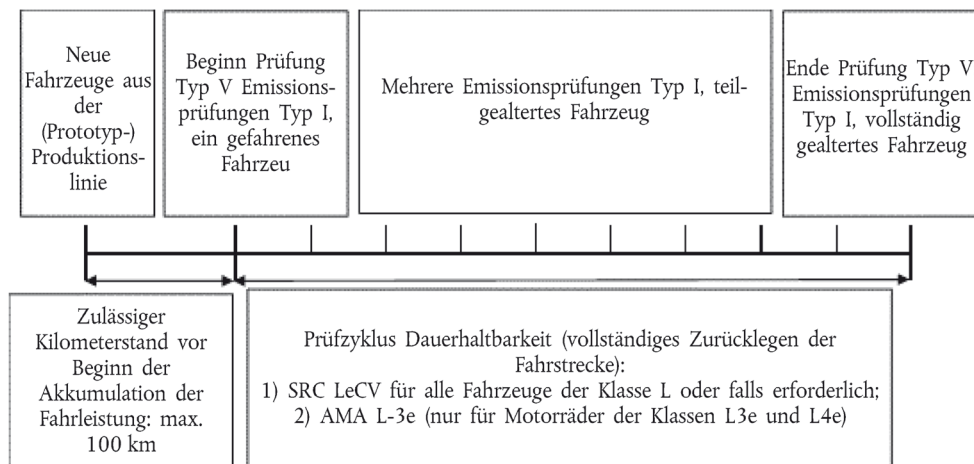 Neue
Fahrzeuge aus
der
(Prototyp-)
Produktions-
linie
Beginn Prüfung
Typ V Emissions-
prüfungen Typ I,
ein gefahrenes
Fahrzeu
Mehrere Emissionsprüfungen Typ I, teil-
gealtertes Fahrzeug
Ende Prüfung Typ V
Emissionsprüfungen
Typ I, vollständig
gealtertes Fahrzeug
Zulässiger
Kilometerstand vor
Beginn der
Akkumulation der
Fahrleistung: max.
100 km
Prüfzyklus Dauerhaltbarkeit (vollständiges Zurücklegen der
Fahrstrecke):
1) SRC LeCV für alle Fahrzeuge der Klasse L oder falls erforderlich;
2) AMA L-3e (nur für Motorräder der Klassen L3e und L4e)